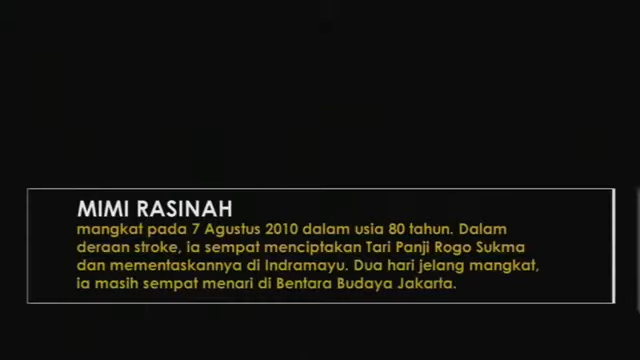 MIMI RASINAH
mangkat pada 7 Agustus 2010 dalam usia 80 tahun. Dalam
deraan stroke, ia sempat menciptakan Tari Panji Rogo Sukma
dan mementaskannya di Indramayu. Dua hari jelang mangkat,
ia masih sempat menari di Bentara Budaya Jakarta.